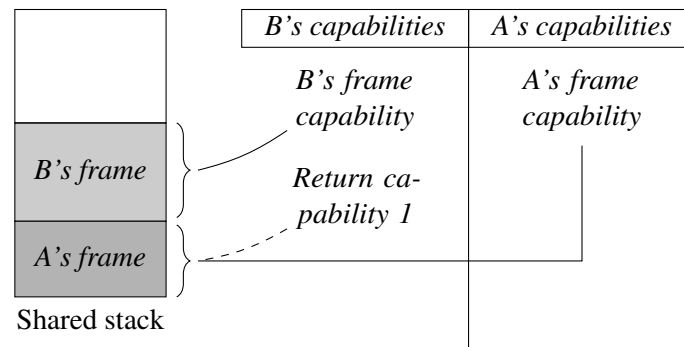 B's capabilities
A's capabilities
B's frame
capability
A's frame
capability
B's frame
Return ca-
pability 1
A's frame
Shared stack